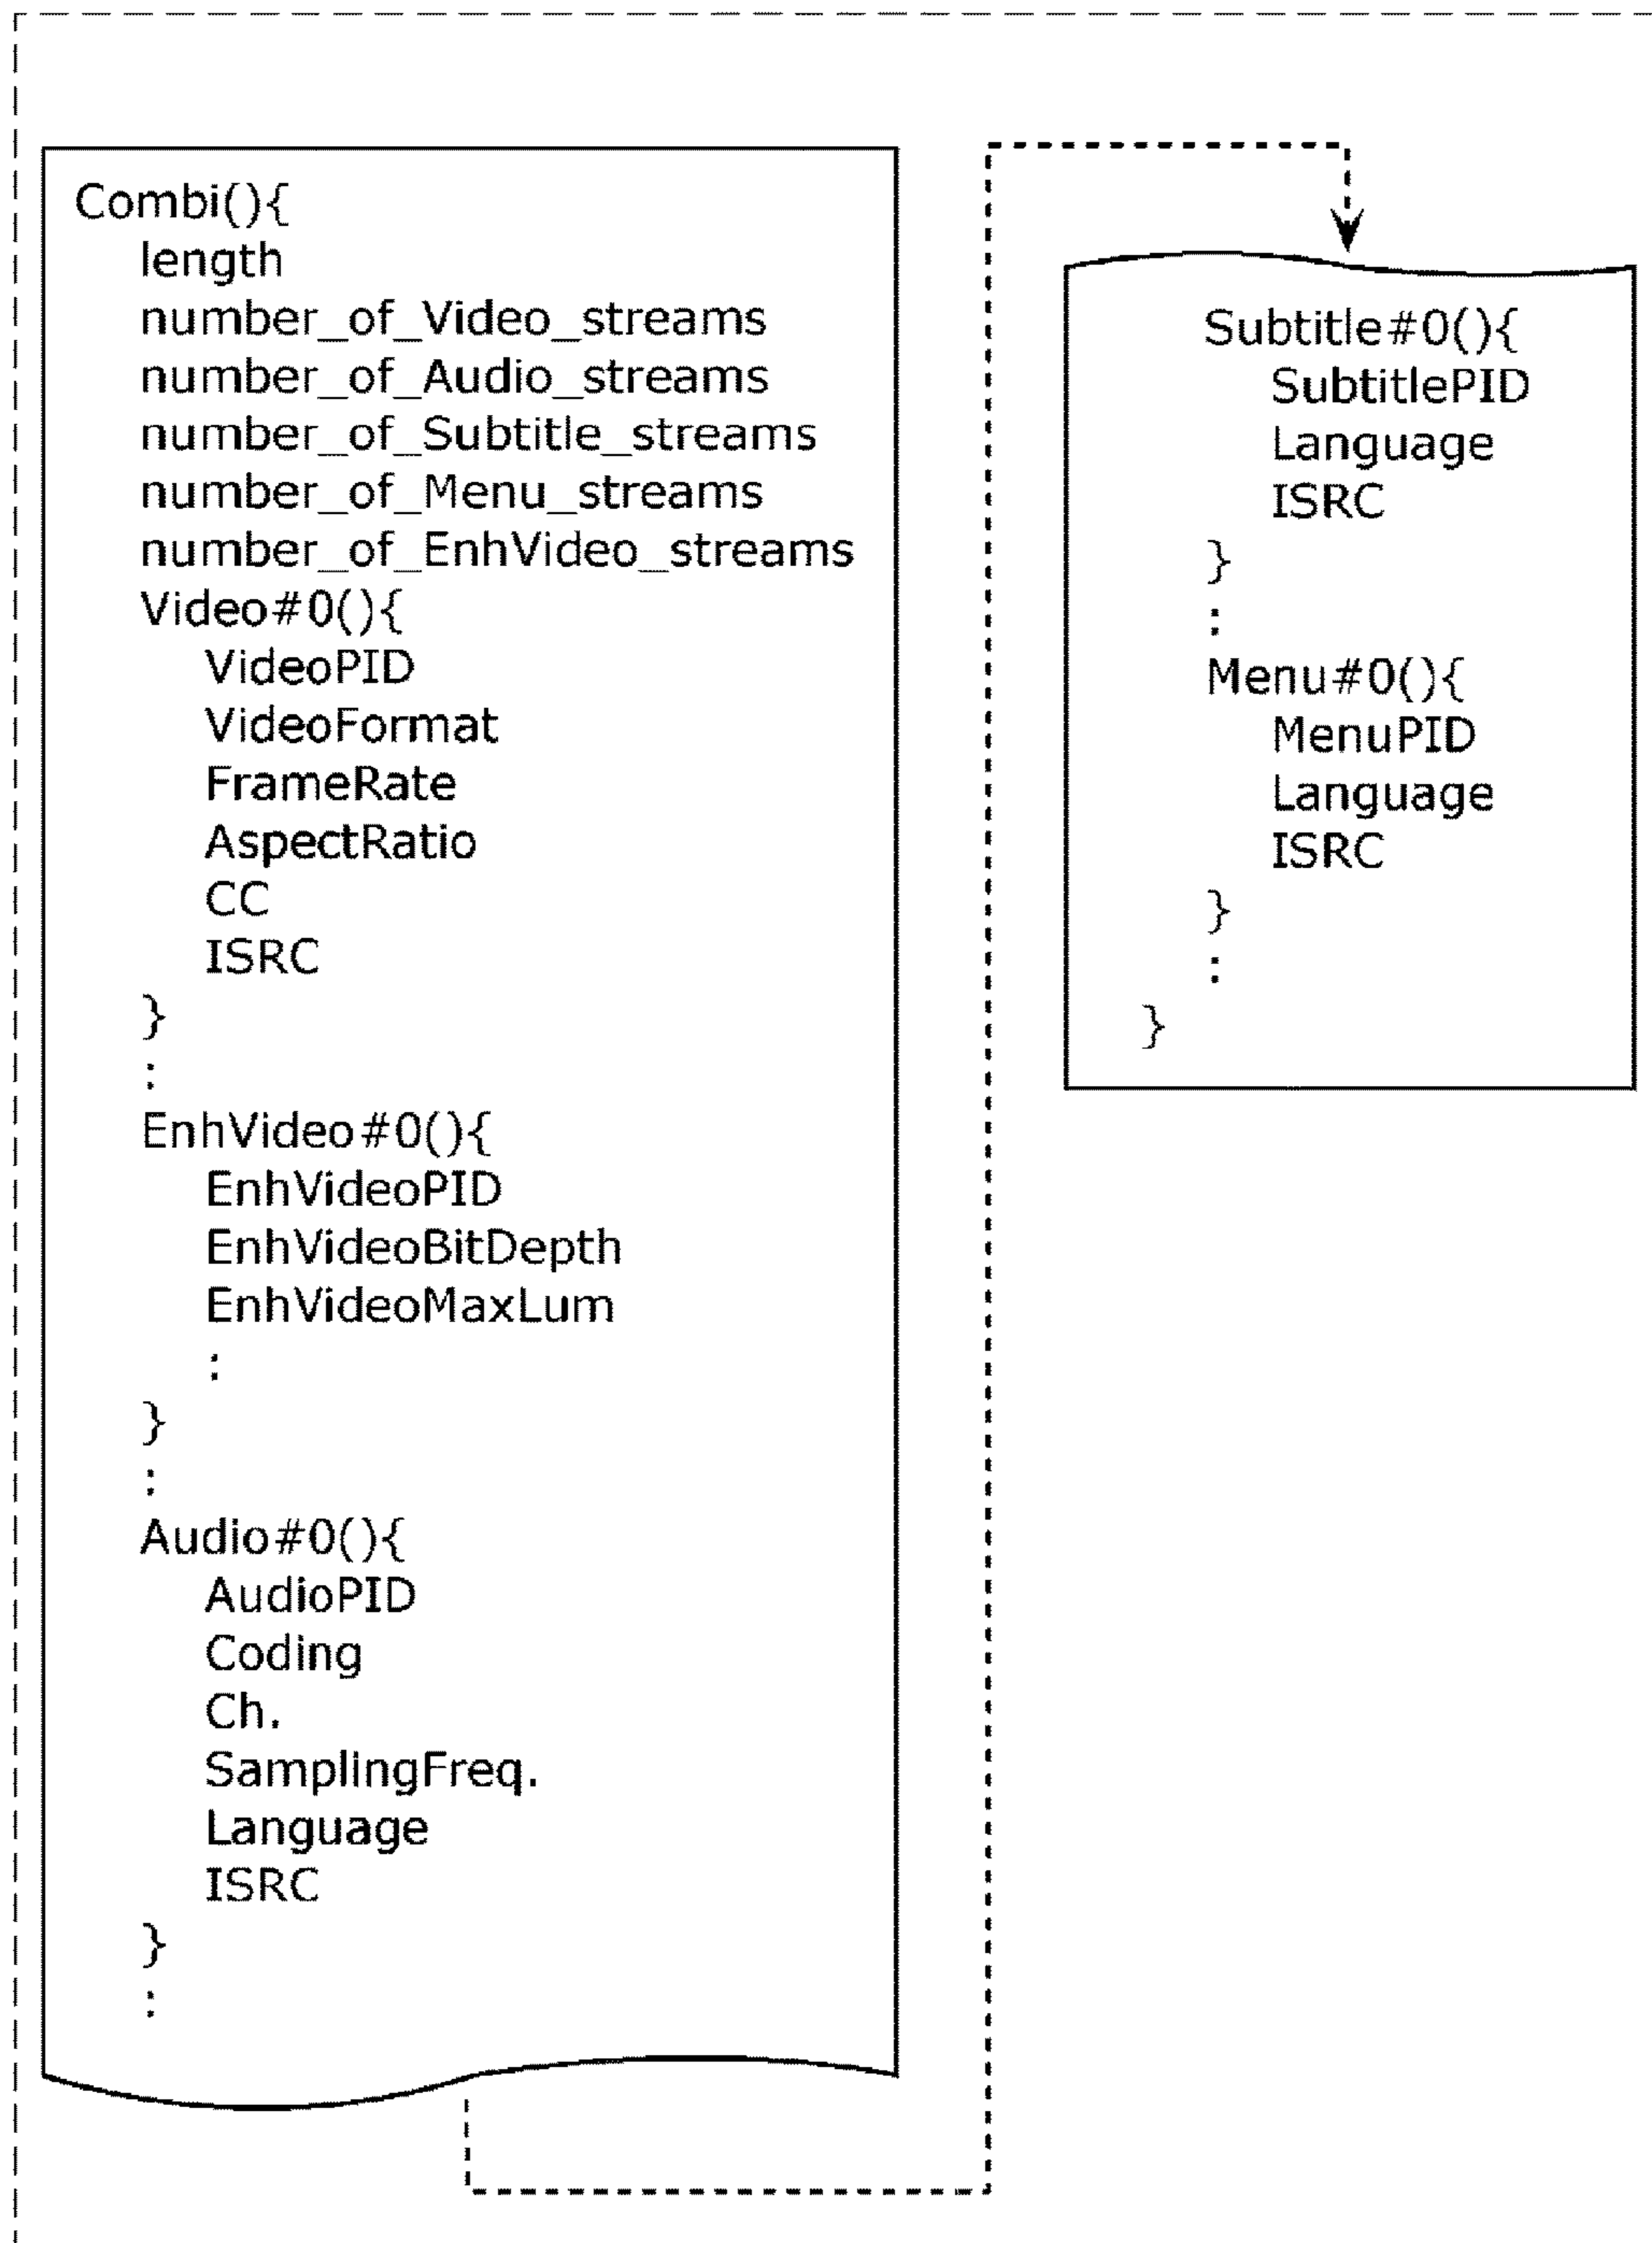 Combi(){
length
number_of_Video_streams
number_of_Audio_streams
number_of_Subtitle_streams
number_of_Menu_streams
number_of_EnhVideo_streams
Video#0(){
VideoPID
VideoFormat
FrameRate
AspectRatio
CC
ISRC
}
:
EnhVideo#0(){
EnhVideoPID
EnhVideoBitDepth
EnhVideoMaxLum
:
}
:
Audio#0(){
AudioPID
Coding
Ch.
SamplingFreq.
Language
ISRC
}
:
Subtitle#0(){
SubtitlePID
Language
ISRC
}
:
Menu#0(){
MenuPID
Language
ISRC
}
:
}